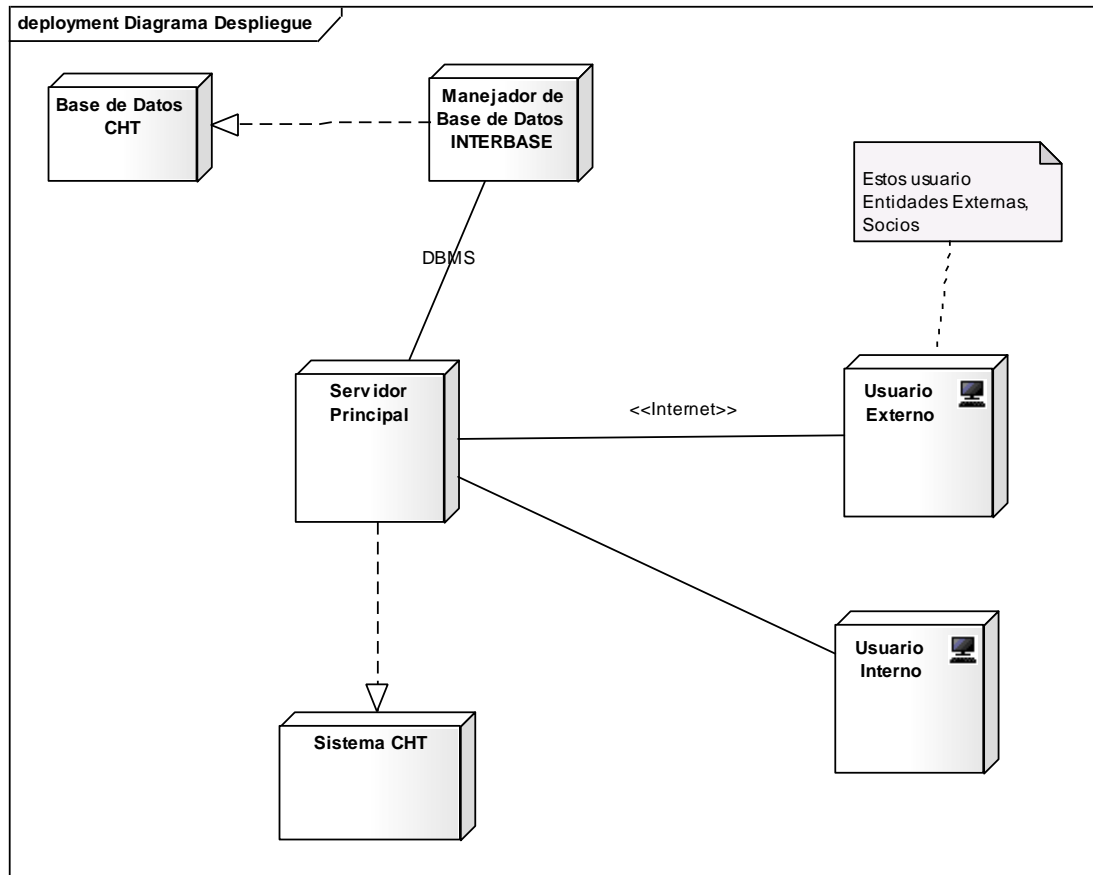 deployment Diagrama Despliegue
Base de Datos
CHT
Manejador de
Base de Datos
INTERBASE
Estos usuario
Entidades Externas,
Socios
DBMS
Servidor
Principal
<<Internet>>
Usuario
Externo
Usuario
Interno
Sistema CHT